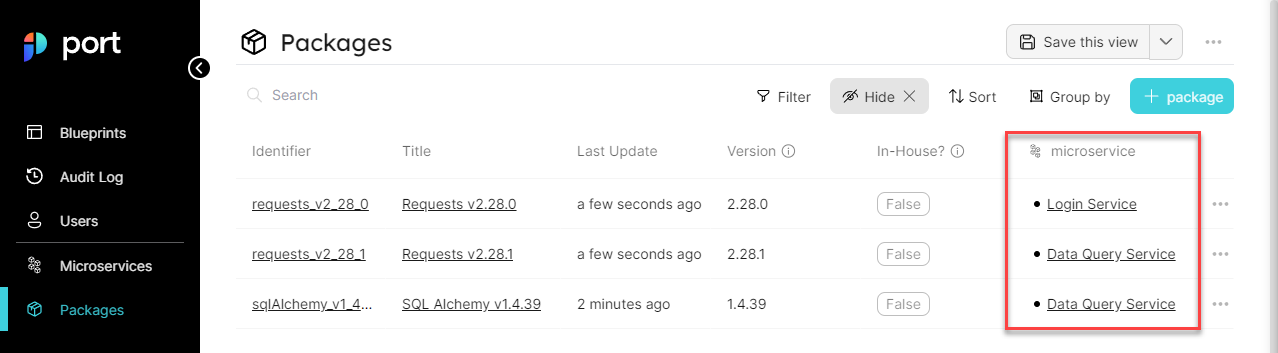 port
Blueprints
Audit Log
Users
Microservices
Packages
Packages
Save this view
Search
Filter
Hide
Sort
Group by
+ package
Identifier Title Last Update Version In-House? microservice
requests_v2_28_0 Requests v2.28.0 a few seconds ago 2.28.0 False • Login Service
requests_v2_28_1 Requests v2.28.1 a few seconds ago 2.28.1 False • Data Query Service
sqlAlchemy_v1_4... SQL Alchemy v1.4.39 2 minutes ago 1.4.39 False • Data Query Service